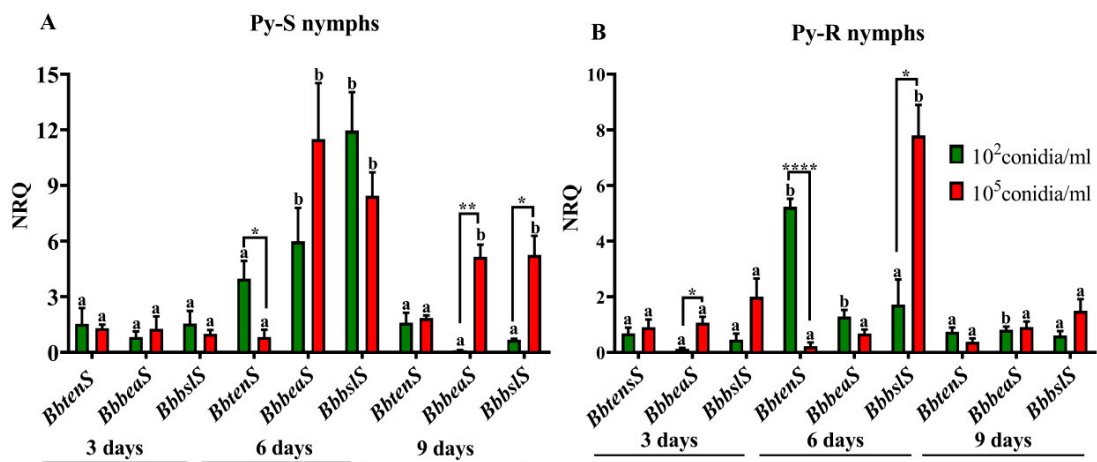 A
Py-S nymphs
15
12
9
6
3
0
NRQ
a a a a a a a * a b b b b a a ** b a * b
BbtenS BbbeaS BbbslS BbtenS BbbeaS BbbslS BbtenS BbbeaS BbbslS
3 days 6 days 9 days
B
Py-R nymphs
10
8
6
4
2
0
NRQ
a a a * a a a **** b a b a a * b a a b a a a
BbtensS BbbeaS BbbslS BbtenS BbbeaS BbbslS BbtenS BbbeaS BbbslS
3 days 6 days 9 days
10²conidia/ml
10⁵conidia/ml